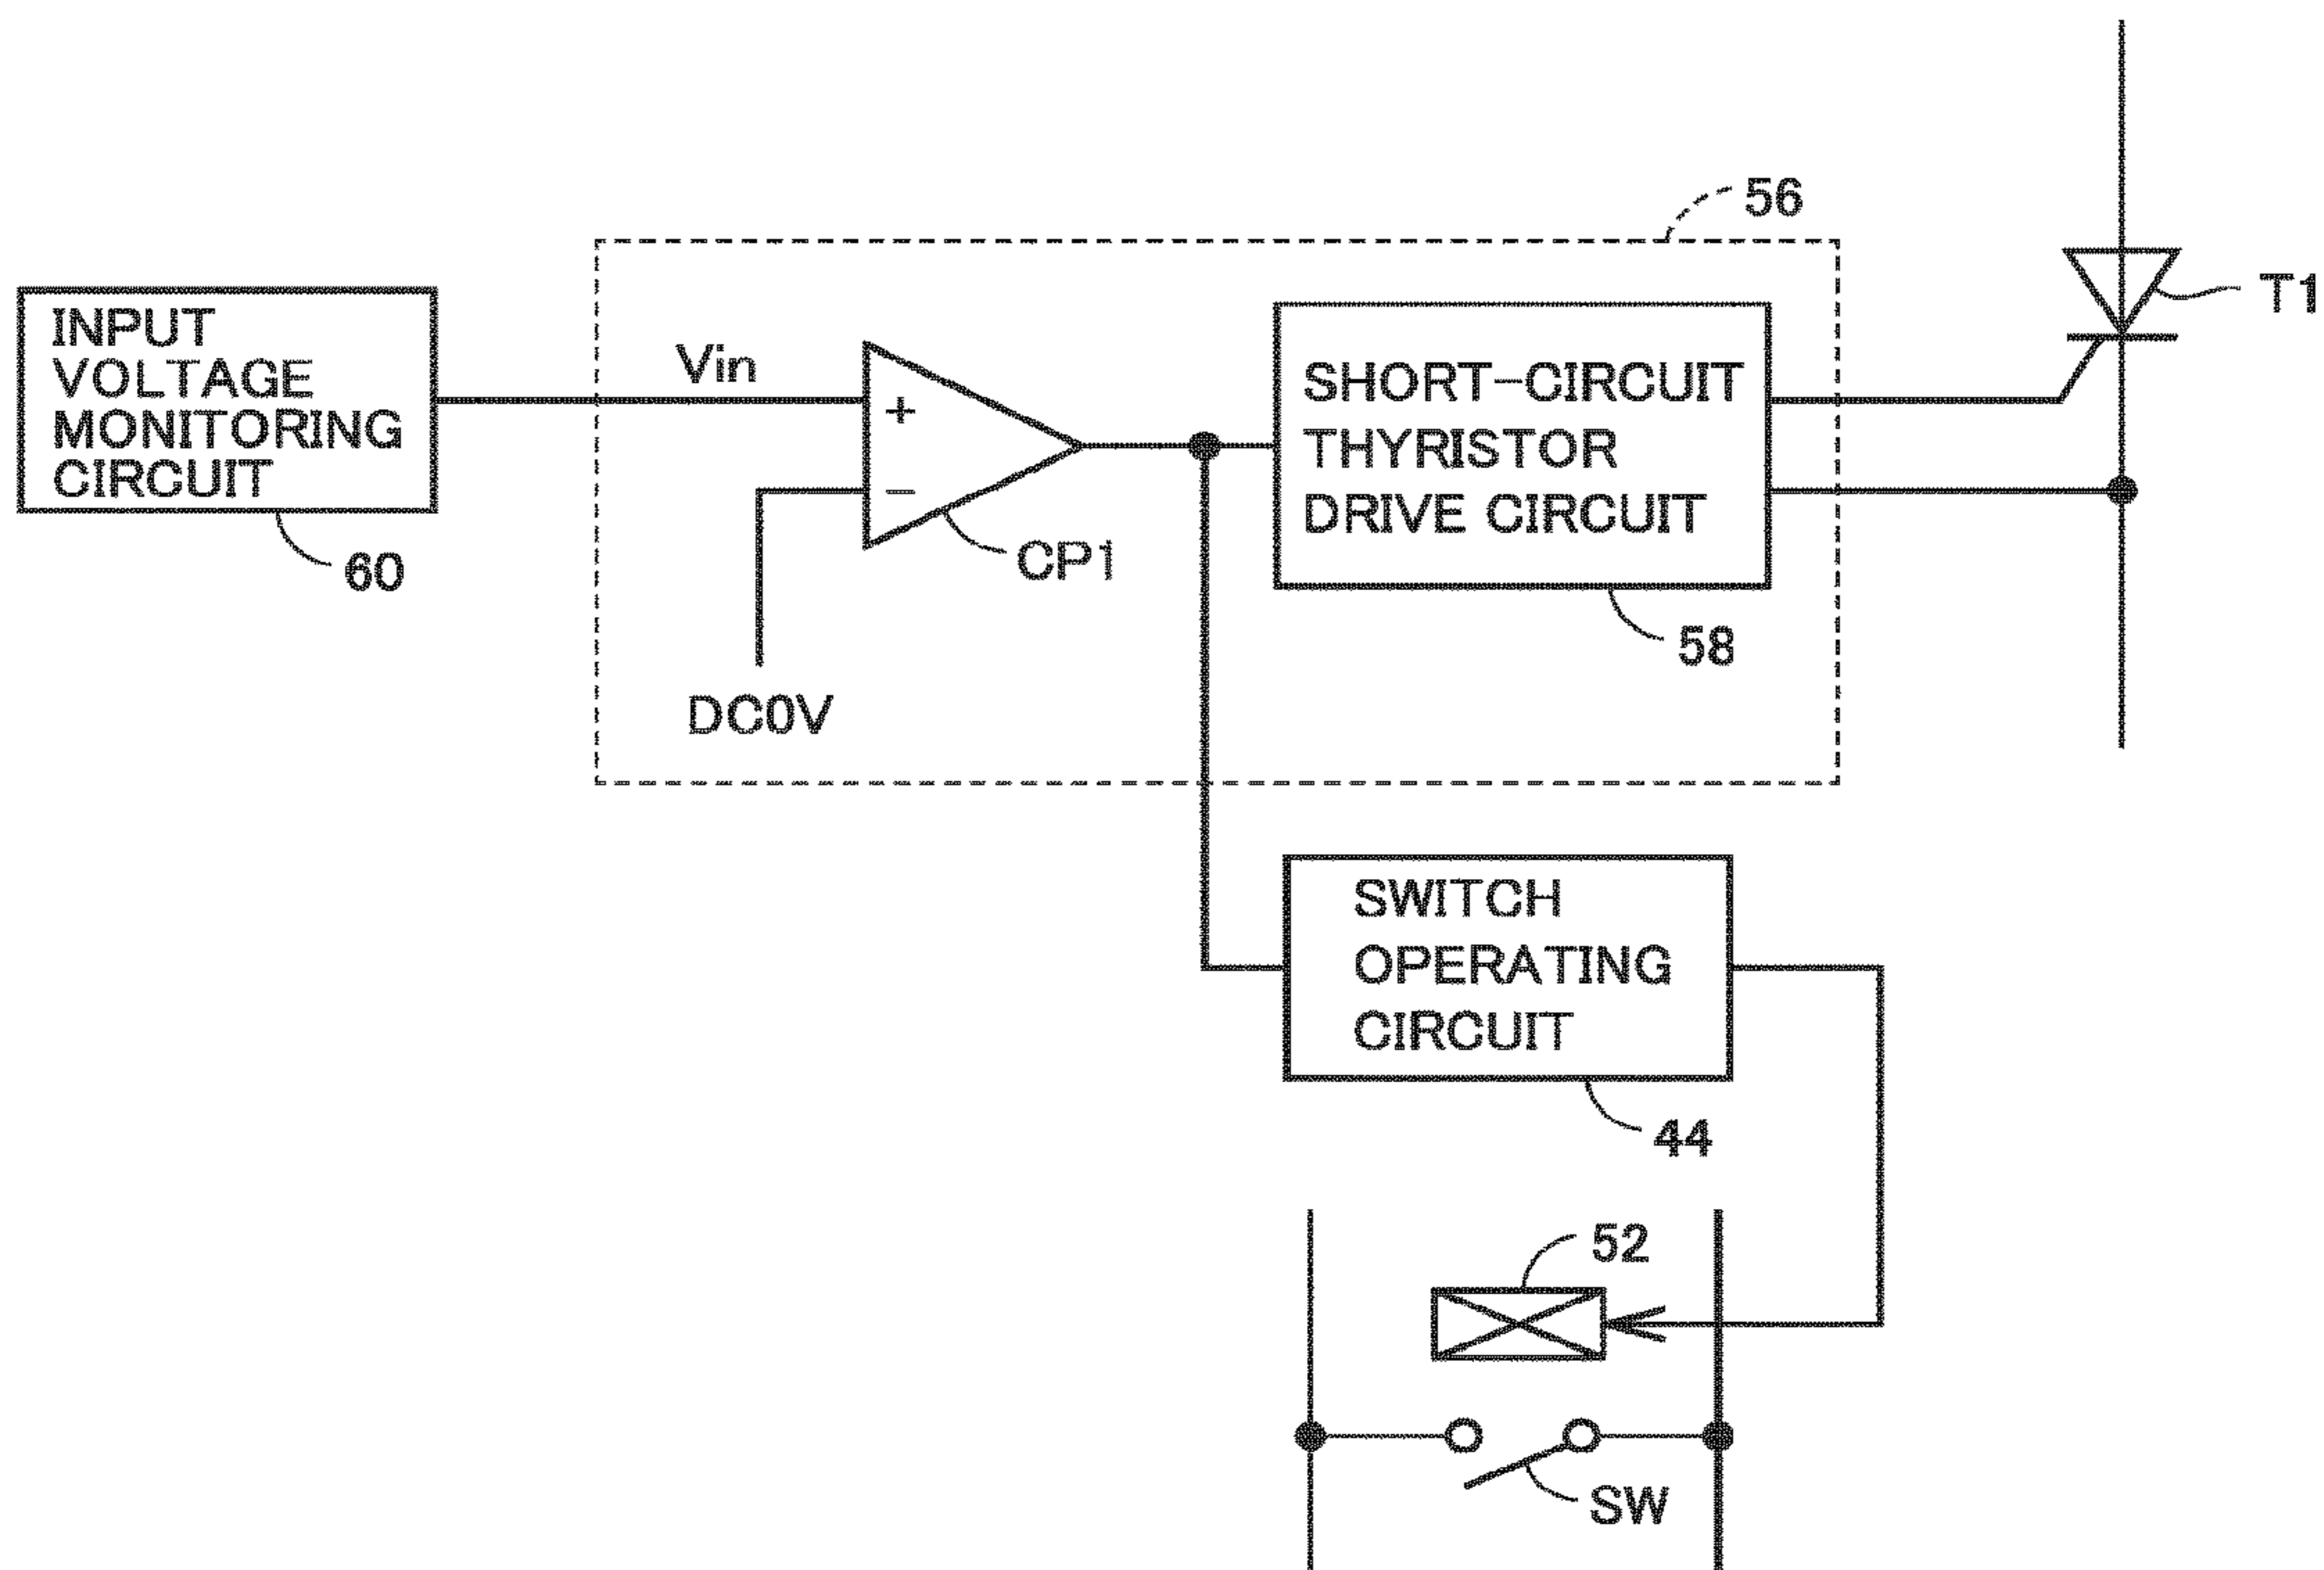 56
T1
INPUT
VOLTAGE
MONITORING
CIRCUIT
60
Vin
+
−
CP1
DC0V
SHORT-CIRCUIT
THYRISTOR
DRIVE CIRCUIT
58
SWITCH
OPERATING
CIRCUIT
44
52
SW